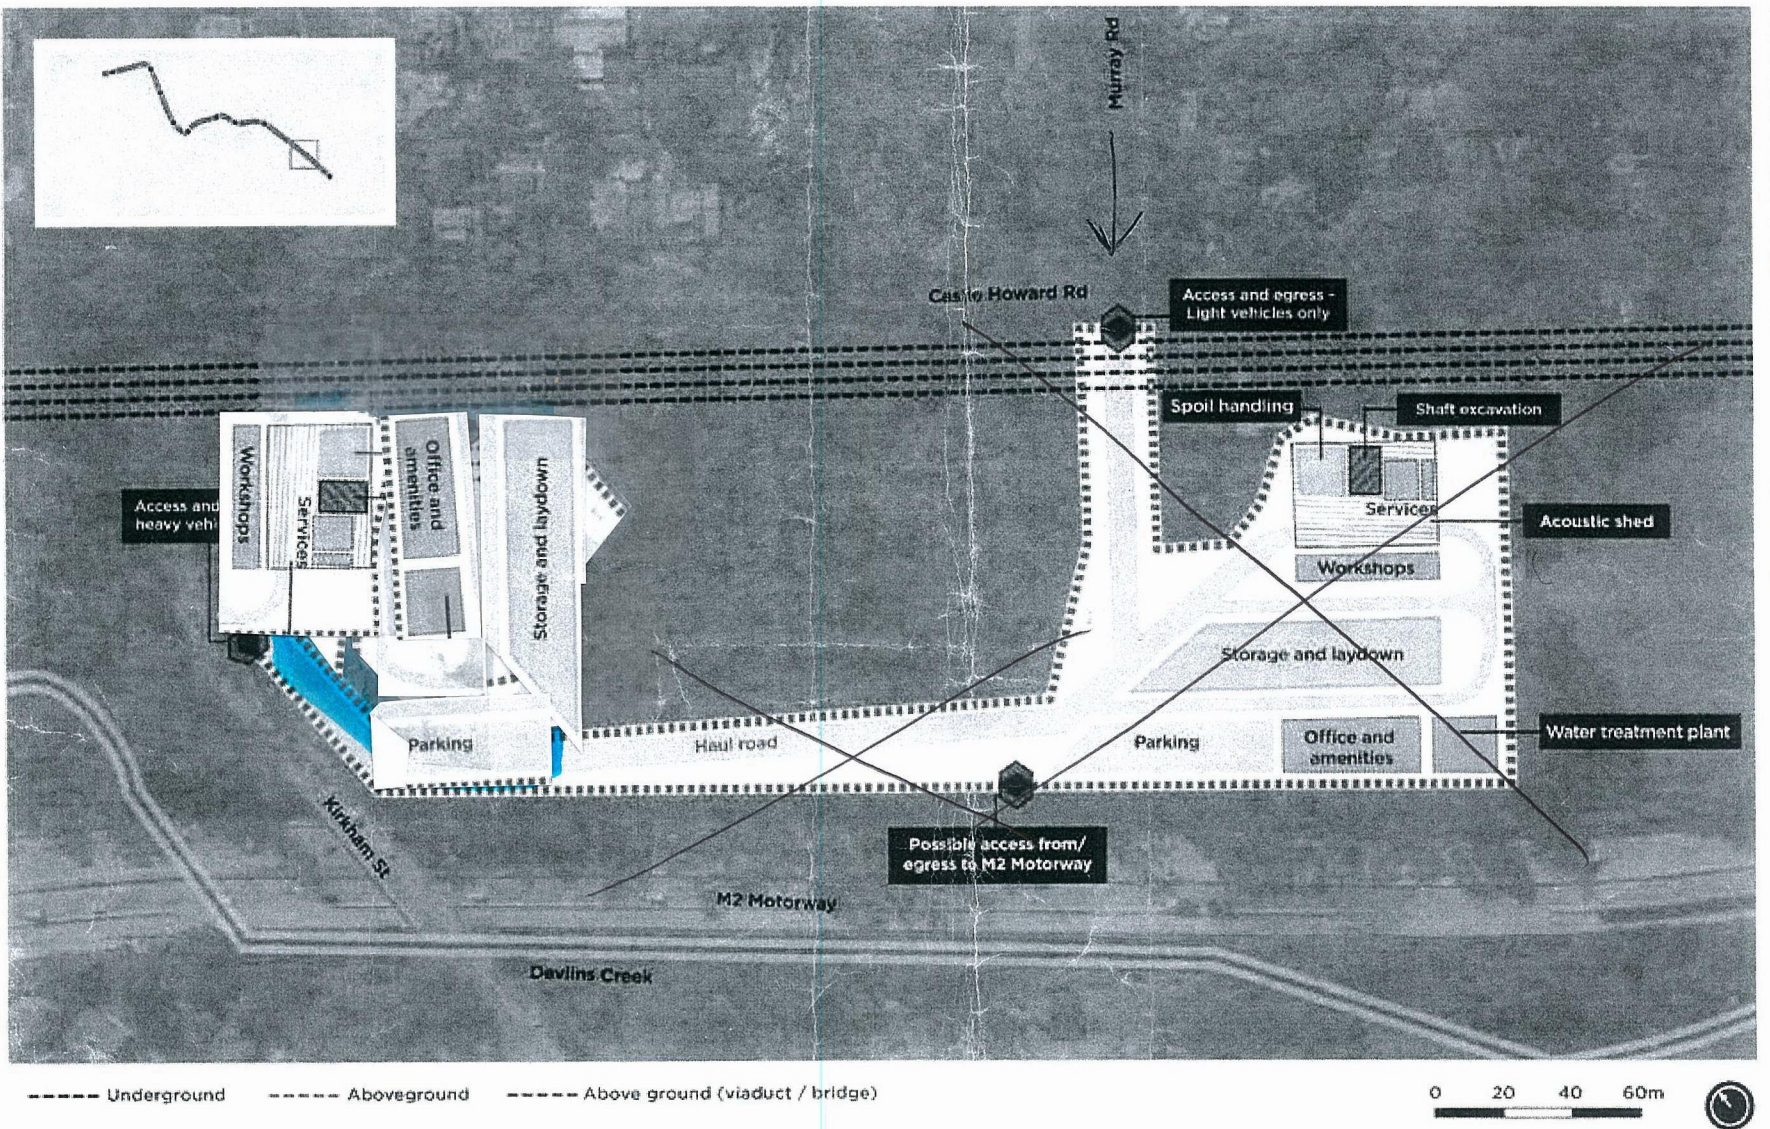 Murray Rd
Castle Howard Rd
Access and egress -
Light vehicles only
Spoil handling
Shaft excavation
Services
Acoustic shed
Workshops
Storage and laydown
Water treatment plant
Office and
amenities
Parking
Haul road
Possible access from/
egress to M2 Motorway
Access and
heavy vehi
Workshops
Services
Office and
amenities
Storage and laydown
Parking
Kirkham St
M2 Motorway
Devlins Creek
Underground
Aboveground
Above ground (viaduct / bridge)
0 20 40 60m